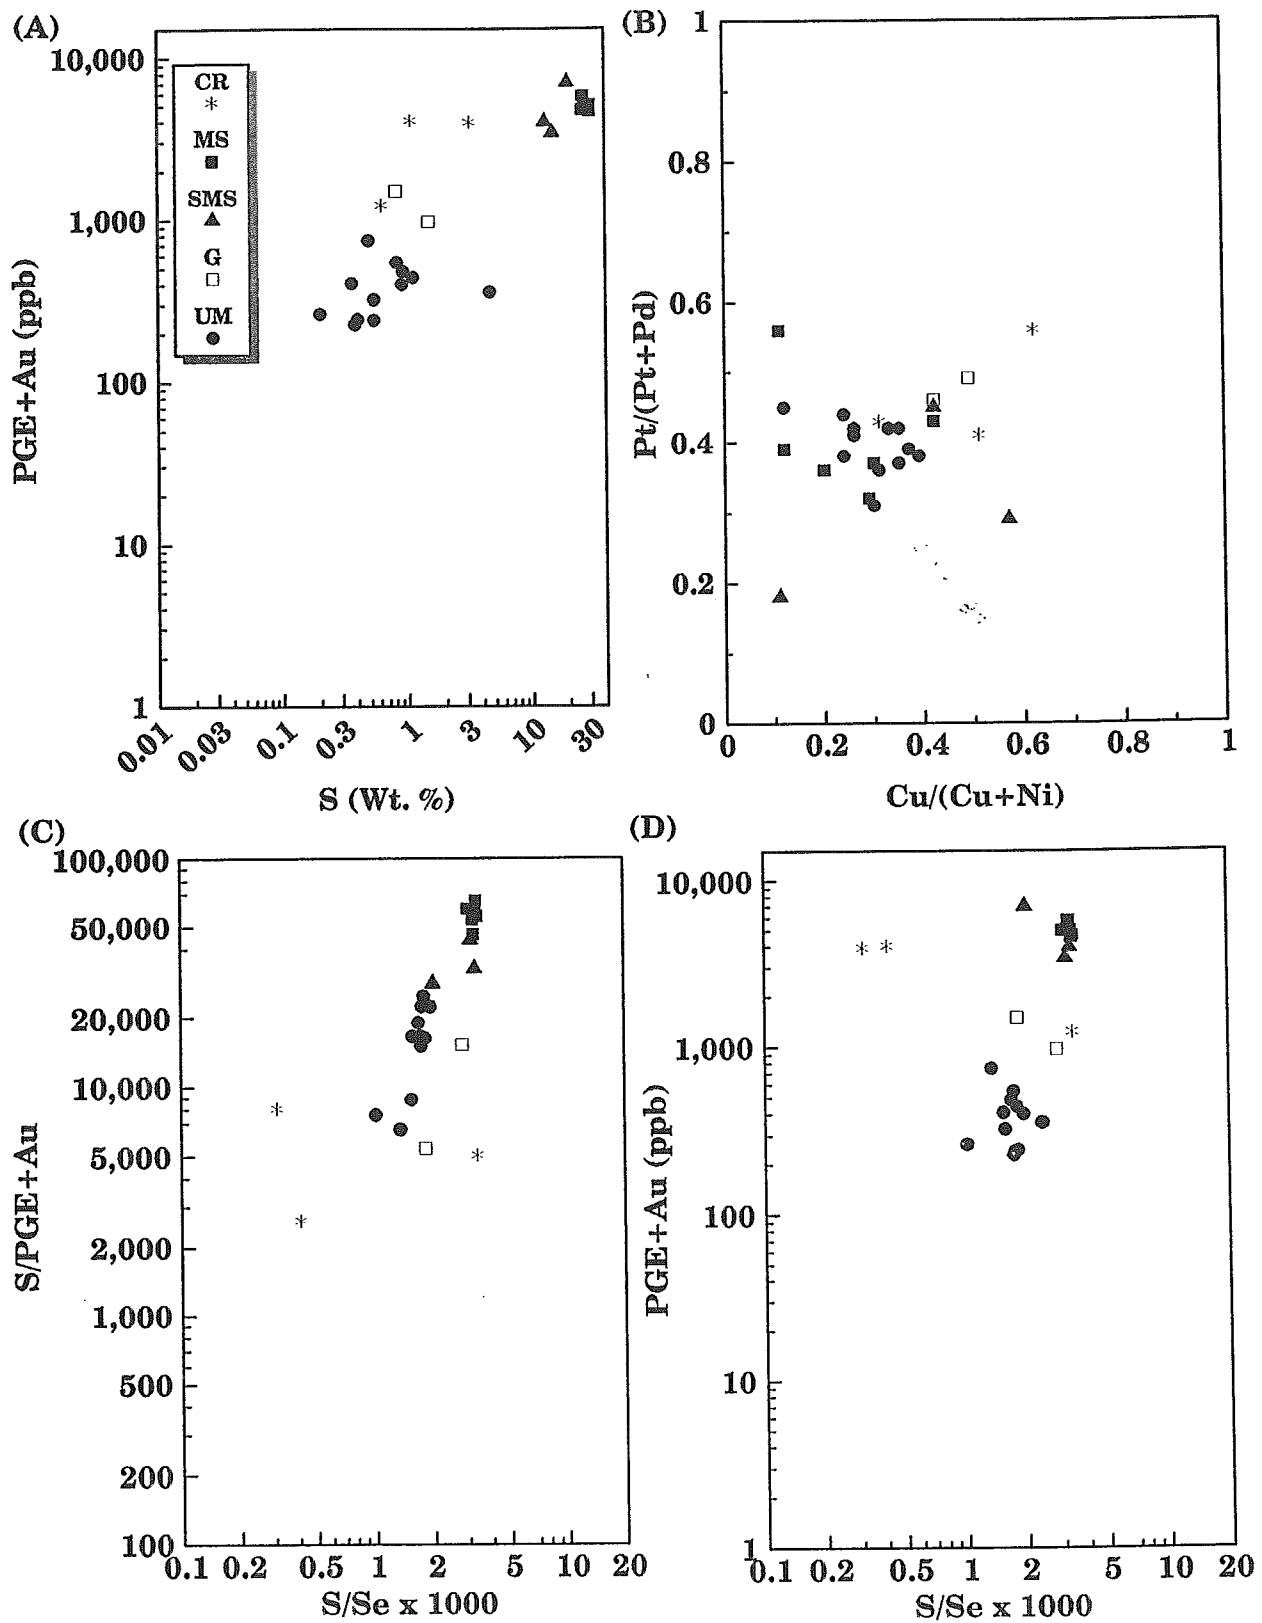 (A)
PGE+Au (ppb)
10,000
1,000
100
10
1
CR
MS
SMS
G
UM
0.01 0.03 0.1 0.3 1 3 10 30
S (Wt. %)
(B)
Pt/(Pt+Pd)
1
0.8
0.6
0.4
0.2
0
0 0.2 0.4 0.6 0.8 1
Cu/(Cu+Ni)
(C)
S/PGE+Au
100,000
50,000
20,000
10,000
5,000
2,000
1,000
500
200
100
0.1 0.2 0.5 1 2 5 10 20
S/Se x 1000
(D)
PGE+Au (ppb)
10,000
1,000
100
10
1
0.1 0.2 0.5 1 2 5 10 20
S/Se x 1000